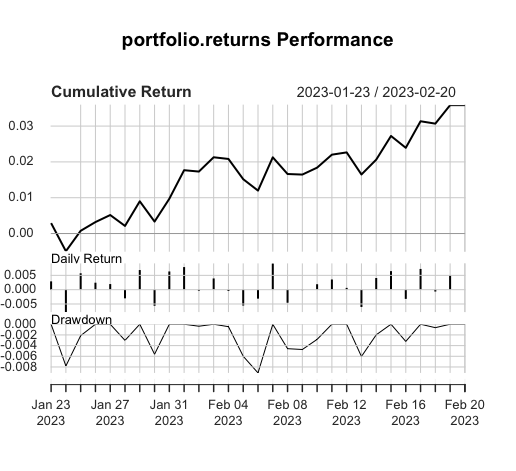 portfolio.returns Performance
Cumulative Return 2023-01-23 / 2023-02-20
0.03
0.02
0.01
0.00
Daily Return
0.005
0.000
-0.005
Drawdown
0.000
-0.002
-0.004
-0.006
-0.008
Jan 23 Jan 27 Jan 31 Feb 04 Feb 08 Feb 12 Feb 16 Feb 20
2023 2023 2023 2023 2023 2023 2023 2023